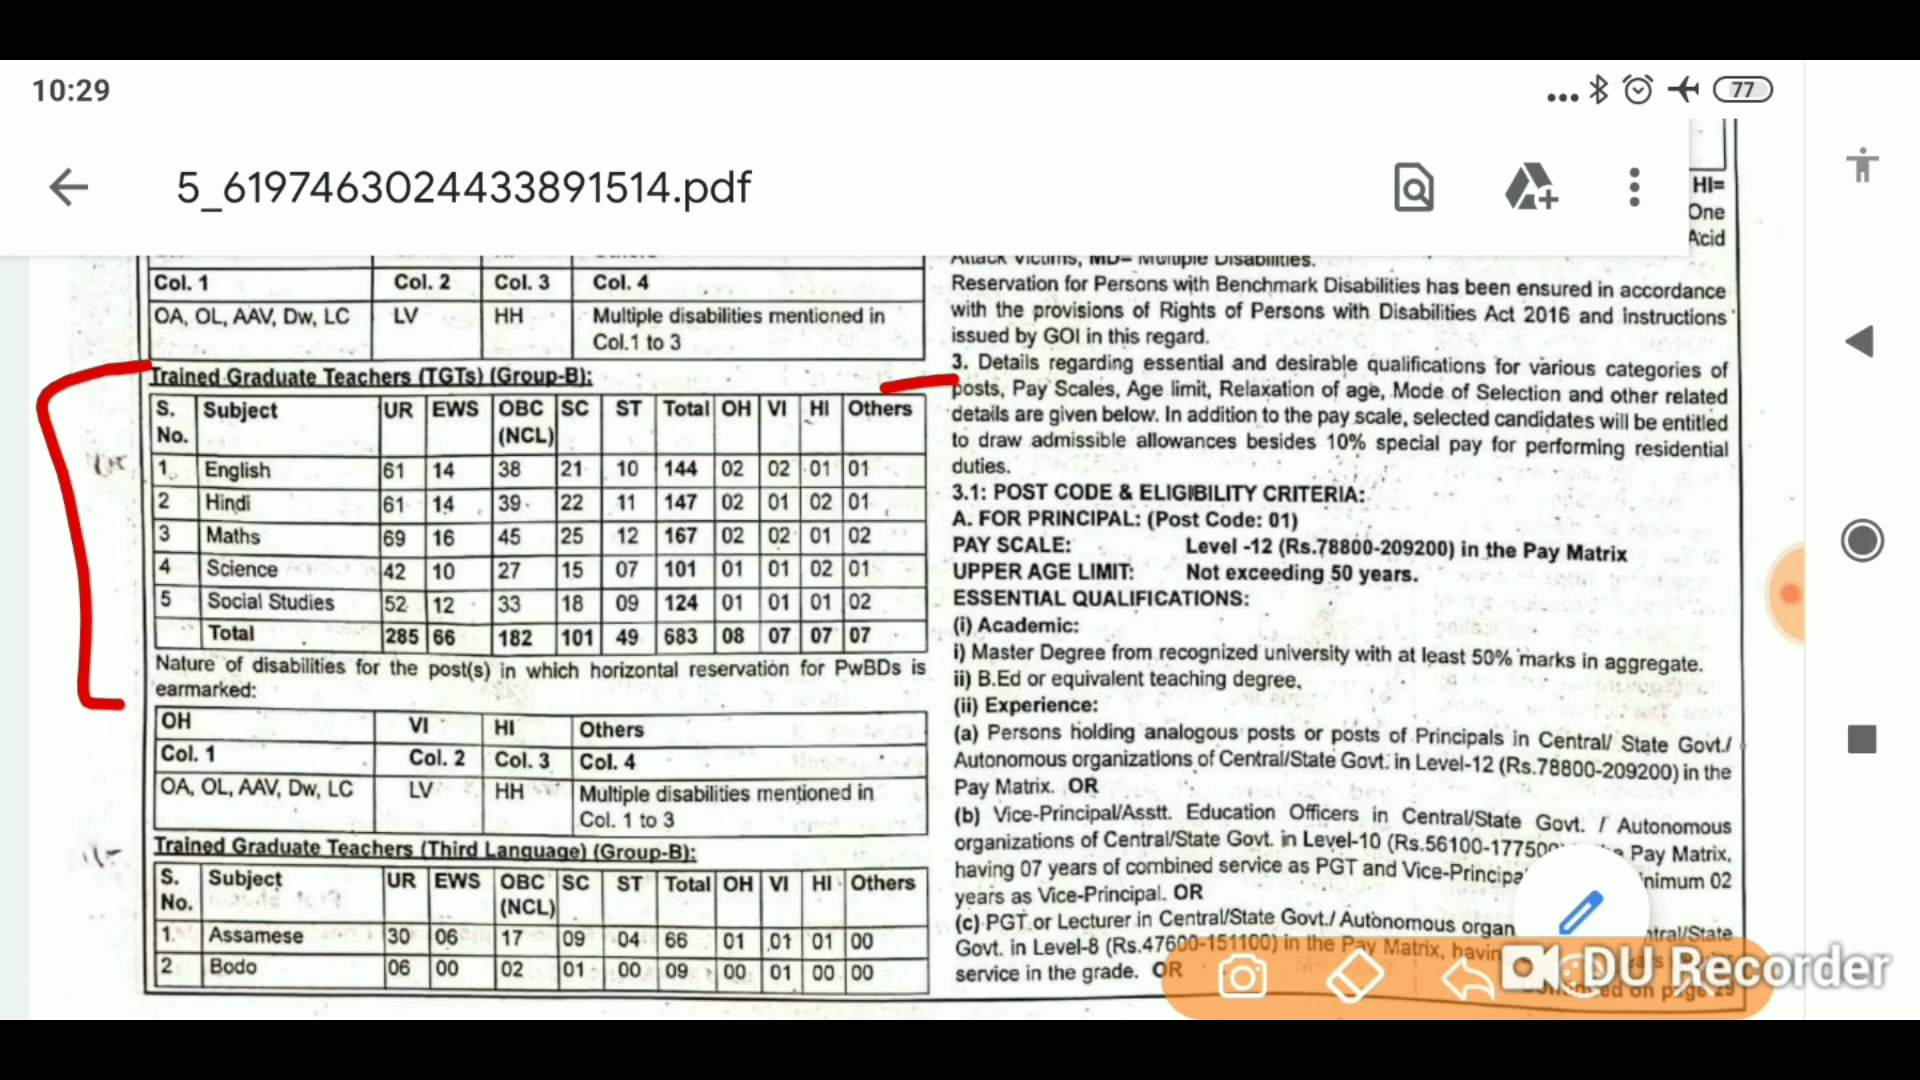 10:29
77
5_6197463024433891514.pdf
Col. 1 Col. 2 Col. 3 Col. 4
OA, OL, AAV, Dw, LC LV HH Multiple disabilities mentioned in
Col.1 to 3
Trained Graduate Teachers (TGTs) (Group-B):
S. No. Subject UR EWS OBC (NCL) SC ST Total OH VI HI Others
1 English 61 14 38 21 10 144 02 02 01 01
2 Hindi 61 14 39 22 11 147 02 01 02 01
3 Maths 69 16 45 25 12 167 02 02 01 02
4 Science 42 10 27 15 07 101 01 01 02 01
5 Social Studies 52 12 33 18 09 124 01 01 01 02
Total 285 66 182 101 49 683 08 07 07 07
Nature of disabilities for the post(s) in which horizontal reservation for PwBDs is
earmarked:
OH VI HI Others
Col. 1 Col. 2 Col. 3 Col. 4
OA, OL, AAV, Dw, LC LV HH Multiple disabilities mentioned in
Col. 1 to 3
Trained Graduate Teachers (Third Language) (Group-B):
S. No. Subject UR EWS OBC (NCL) SC ST Total OH VI HI Others
1. Assamese 30 06 17 09 04 66 01 01 01 00
2 Bodo 06 00 02 01 00 09 00 01 00 00
HI=
One
Acid
Attack Victims, MD= Multiple Disabilities.
Reservation for Persons with Benchmark Disabilities has been ensured in accordance
with the provisions of Rights of Persons with Disabilities Act 2016 and instructions
issued by GOI in this regard.
3. Details regarding essential and desirable qualifications for various categories of
posts, Pay Scales, Age limit, Relaxation of age, Mode of Selection and other related
details are given below. In addition to the pay scale, selected candidates will be entitled
to draw admissible allowances besides 10% special pay for performing residential
duties.
3.1: POST CODE & ELIGIBILITY CRITERIA:
A. FOR PRINCIPAL: (Post Code: 01)
PAY SCALE: Level -12 (Rs.78800-209200) in the Pay Matrix
UPPER AGE LIMIT: Not exceeding 50 years.
ESSENTIAL QUALIFICATIONS:
(i) Academic:
i) Master Degree from recognized university with at least 50% marks in aggregate.
ii) B.Ed or equivalent teaching degree.
(ii) Experience:
(a) Persons holding analogous posts or posts of Principals in Central/ State Govt./
Autonomous organizations of Central/State Govt. in Level-12 (Rs.78800-209200) in the
Pay Matrix. OR
(b) Vice-Principal/Asstt. Education Officers in Central/State Govt. / Autonomous
organizations of Central/State Govt. in Level-10 (Rs.56100-177500 Pay Matrix,
having 07 years of combined service as PGT and Vice-Principa nimum 02
years as Vice-Principal. OR
(c) PGT or Lecturer in Central/State Govt./ Autonomous organ ntral/State
Govt. in Level-8 (Rs.47600-151100) in the Pay Matrix, havin
service in the grade. OR
DU Recorder